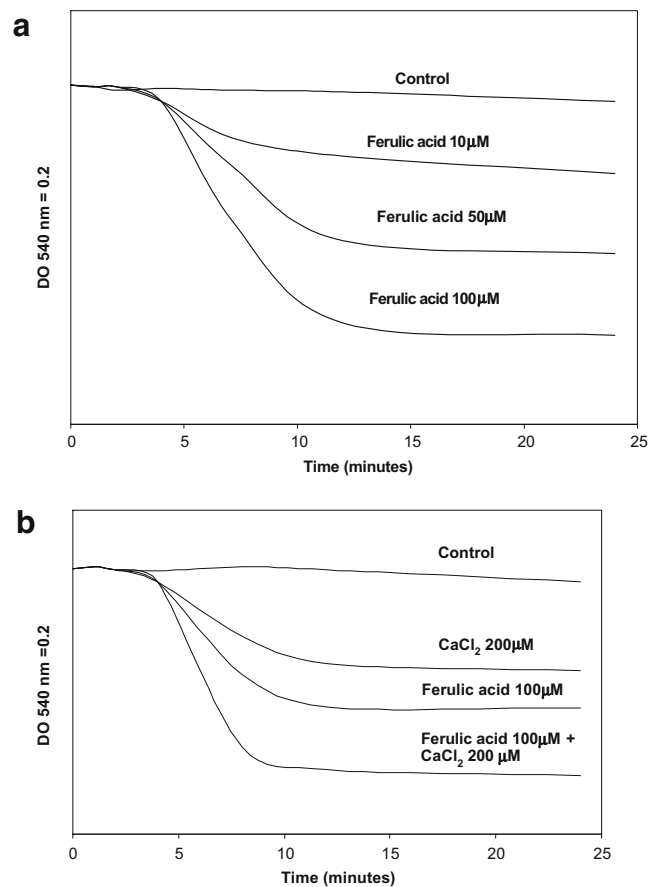 a
Control
Ferulic acid 10μM
Ferulic acid 50μM
Ferulic acid 100μM
DO 540 nm = 0.2
0 5 10 15 20 25
Time (minutes)
b
Control
CaCl₂ 200μM
Ferulic acid 100μM
Ferulic acid 100μM +
CaCl₂ 200 μM
DO 540 nm =0.2
0 5 10 15 20 25
Time (minutes)